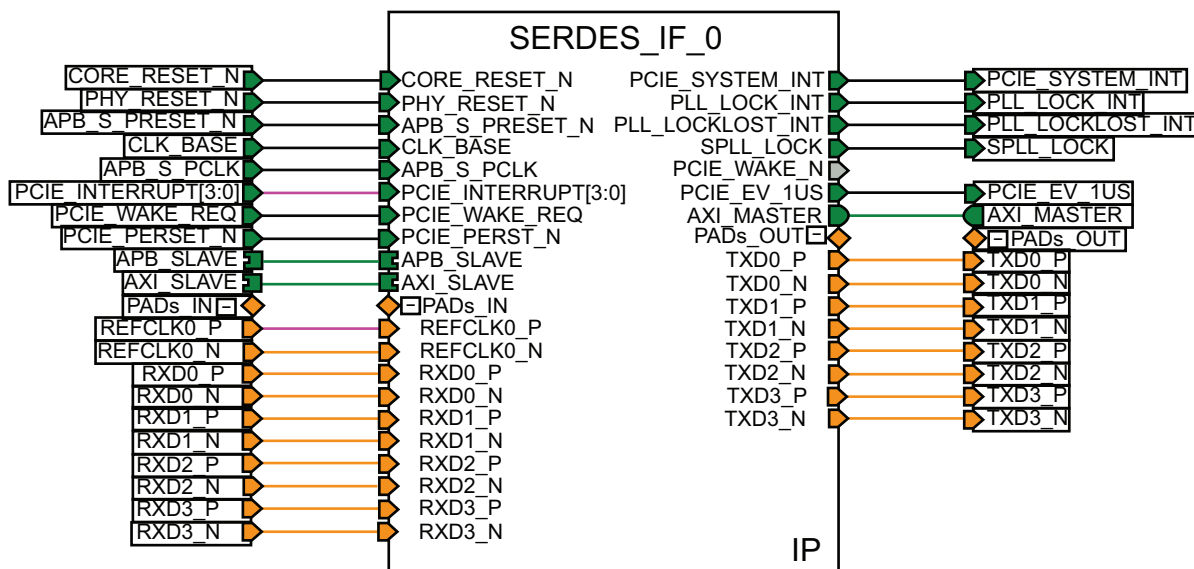 SERDES_IF_0
CORE_RESET_N CORE_RESET_N PCIE_SYSTEM_INT PCIE_SYSTEM_INT
PHY_RESET_N PHY_RESET_N PLL_LOCK_INT PLL_LOCK_INT
APB_S_PRESET_N APB_S_PRESET_N PLL_LOCKLOST_INT PLL_LOCKLOST_INT
CLK_BASE CLK_BASE SPLL_LOCK SPLL_LOCK
APB_S_PCLK APB_S_PCLK PCIE_WAKE_N
PCIE_INTERRUPT[3:0] PCIE_INTERRUPT[3:0] PCIE_EV_1US PCIE_EV_1US
PCIE_WAKE_REQ PCIE_WAKE_REQ AXI_MASTER AXI_MASTER
PCIE_PERSET_N PCIE_PERST_N PADs_OUT PADs_OUT
APB_SLAVE APB_SLAVE TXD0_P TXD0_P
AXI_SLAVE AXI_SLAVE TXD0_N TXD0_N
PADs_IN PADs_IN TXD1_P TXD1_P
REFCLK0_P REFCLK0_P TXD1_N TXD1_N
REFCLK0_N REFCLK0_N TXD2_P TXD2_P
RXD0_P RXD0_P TXD2_N TXD2_N
RXD0_N RXD0_N TXD3_P TXD3_P
RXD1_P RXD1_P TXD3_N TXD3_N
RXD1_N RXD1_N
RXD2_P RXD2_P
RXD2_N RXD2_N
RXD3_P RXD3_P
RXD3_N RXD3_N
IP